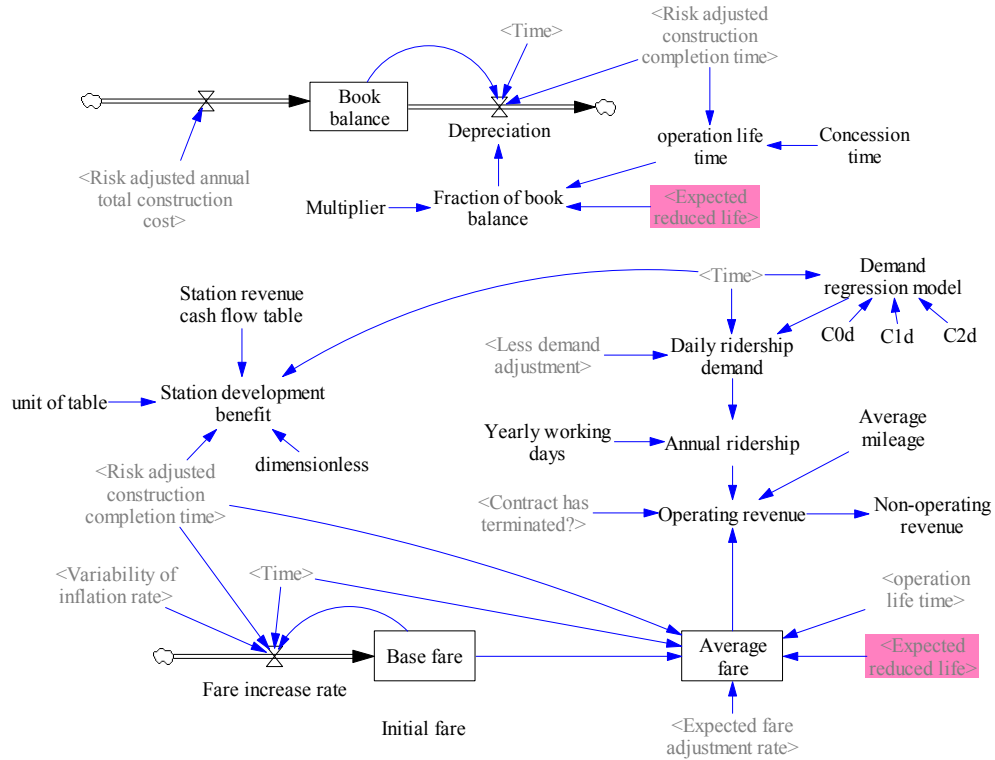 <Time>
<Risk adjusted
construction
completion time>
Book
balance
Depreciation
operation life
time
Concession
time
<Risk adjusted annual
total construction
cost>
Multiplier
Fraction of book
balance
<Expected
reduced life>
Station revenue
cash flow table
<Time>
Demand
regression model
C0d
C1d
C2d
<Less demand
adjustment>
Daily ridership
demand
unit of table
Station development
benefit
dimensionless
Yearly working
days
Annual ridership
Average
mileage
<Risk adjusted
construction
completion time>
<Contract has
terminated?>
Operating revenue
Non-operating
revenue
<Variability of
inflation rate>
<Time>
<operation
life time>
Base fare
Average
fare
<Expected
reduced life>
Fare increase rate
Initial fare
<Expected fare
adjustment rate>